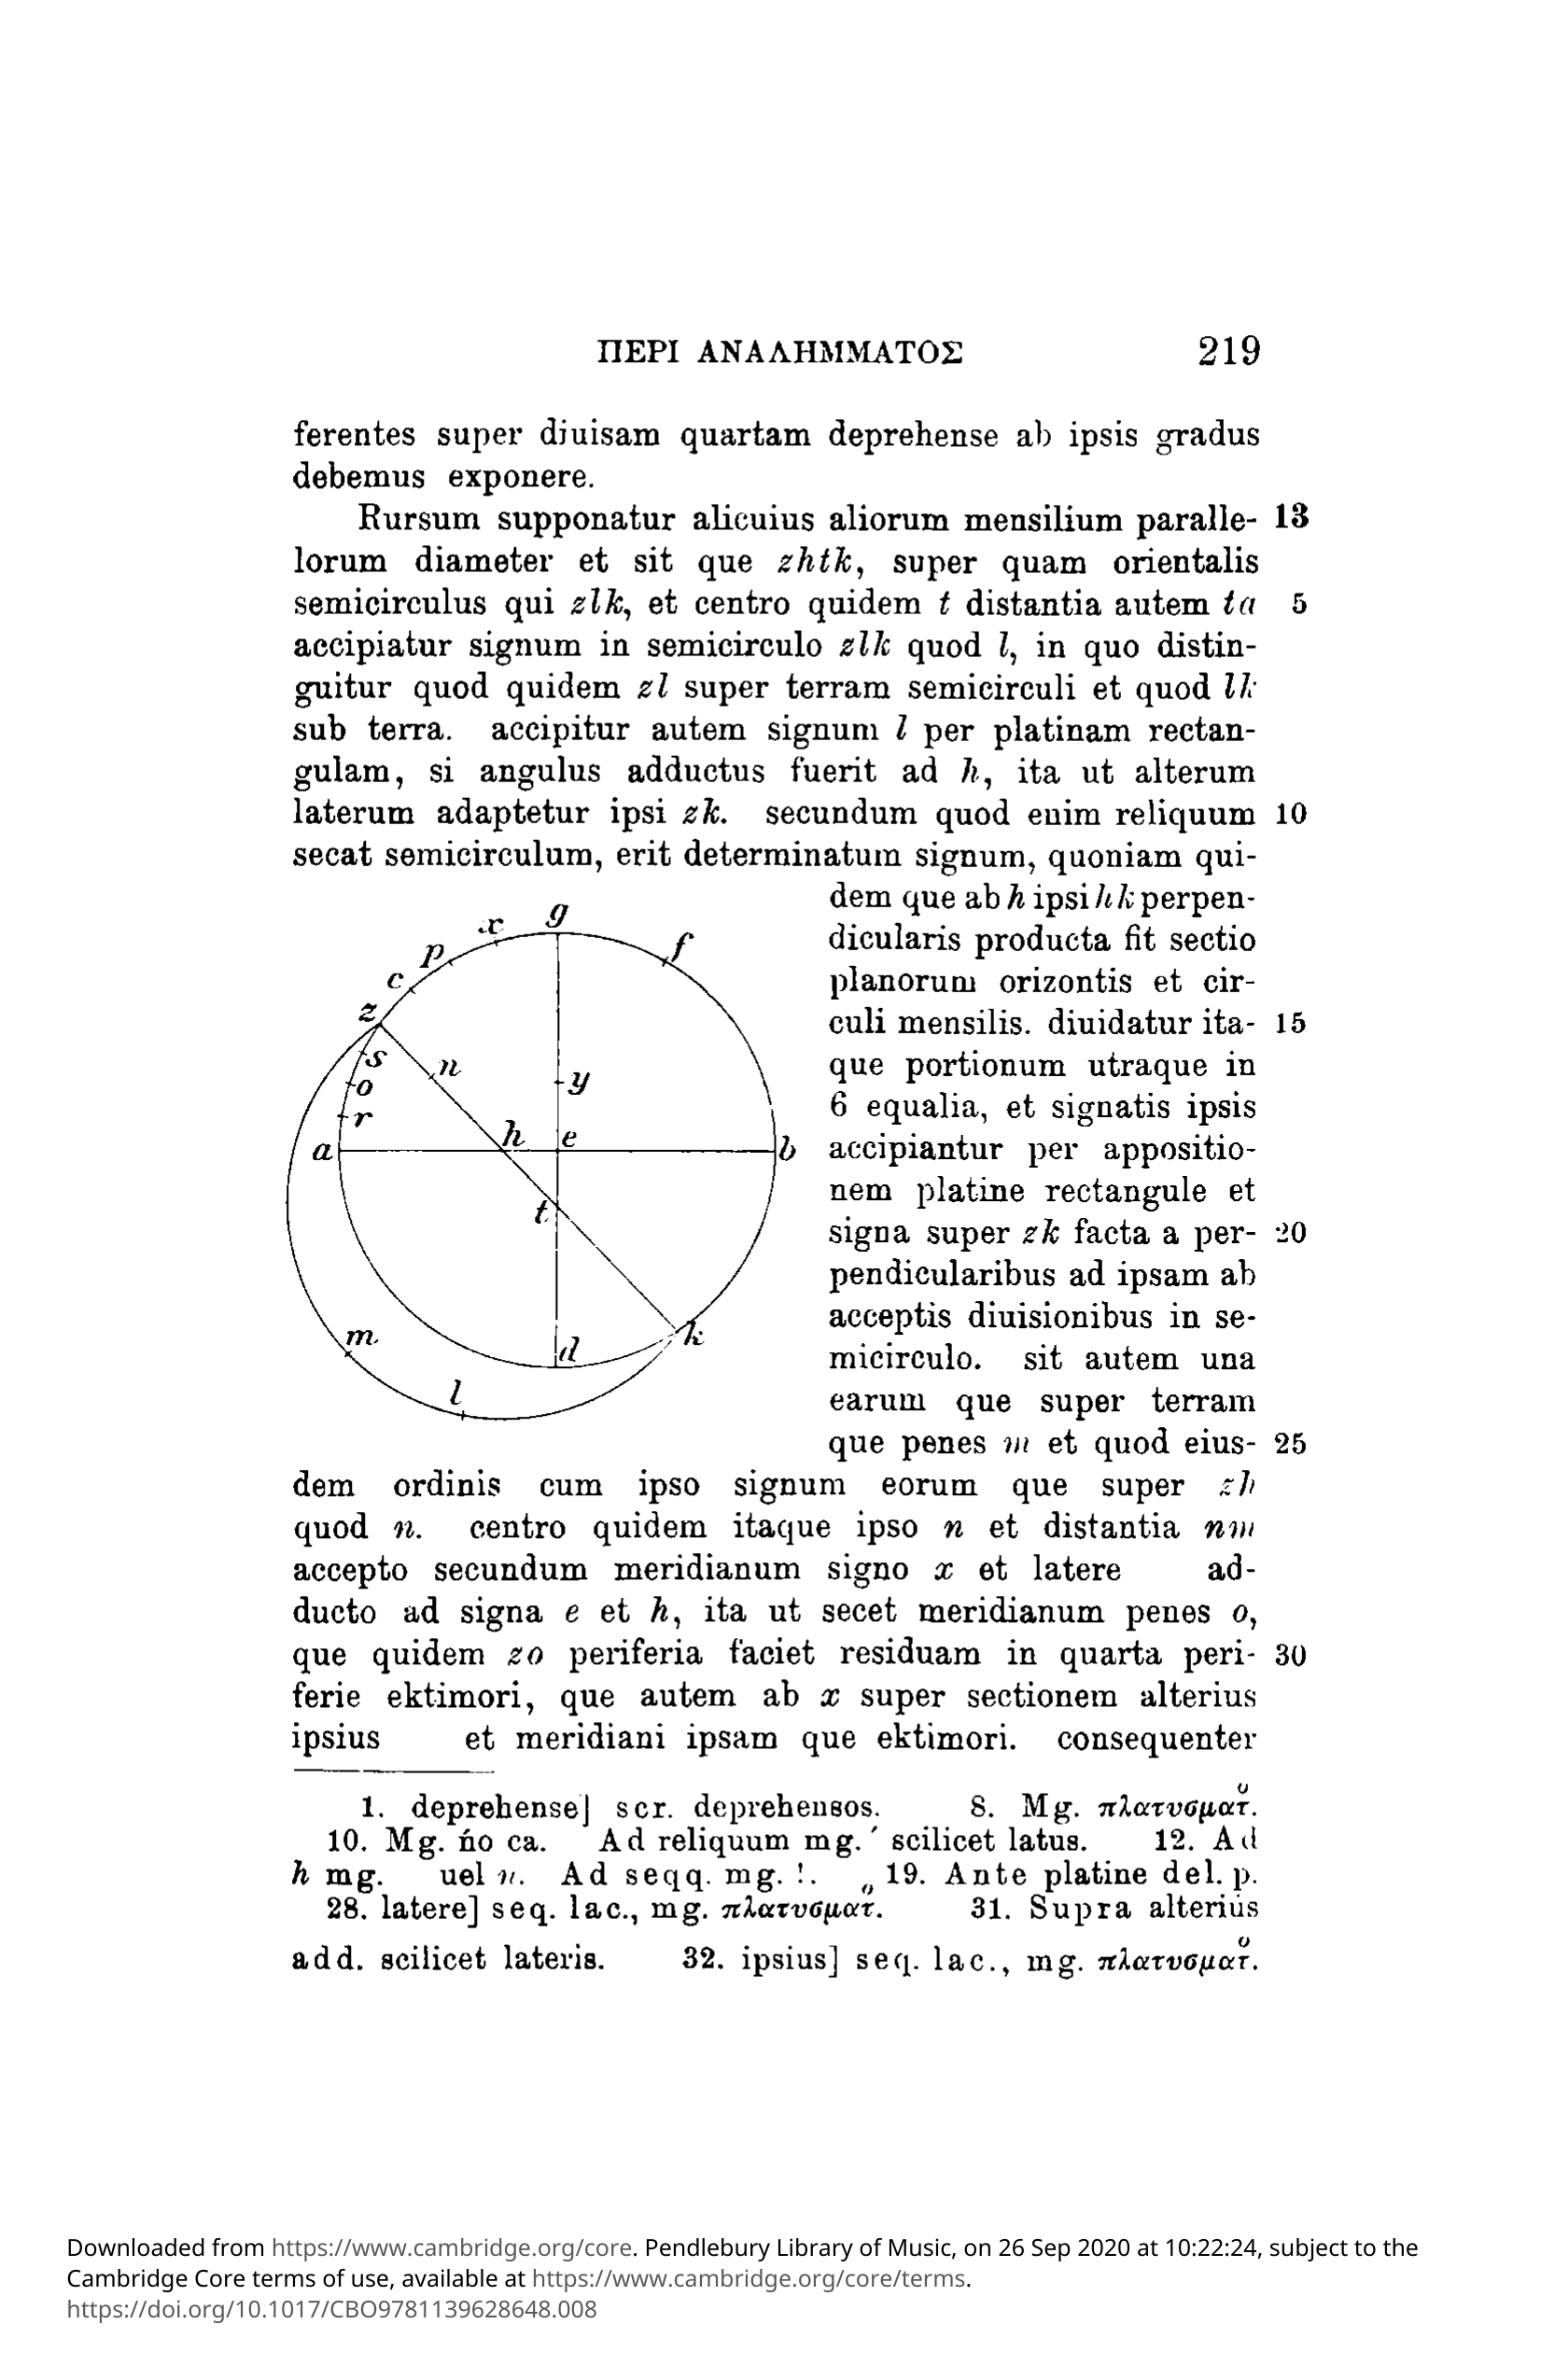 ΠΕΡΙ ΑΝΑΛΗΜΜΑΤΟΣ 219
ferentes super diuisam quartam deprehense ab ipsis gradus
debemus exponere.
Rursum supponatur alicuius aliorum mensilium paralle- 13
lorum diameter et sit que zhtk, super quam orientalis
semicirculus qui zlk, et centro quidem t distantia autem ta 5
accipiatur signum in semicirculo zlk quod l, in quo distin-
guitur quod quidem zl super terram semicirculi et quod lk
sub terra. accipitur autem signum l per platinam rectan-
gulam, si angulus adductus fuerit ad h, ita ut alterum
laterum adaptetur ipsi zk. secundum quod enim reliquum 10
secat semicirculum, erit determinatum signum, quoniam qui-
dem que ab h ipsi hk perpen-
dicularis producta fit sectio
planorum orizontis et cir-
culi mensilis. diuidatur ita- 15
que portionum utraque in
6 equalia, et signatis ipsis
accipiantur per appositio-
nem platine rectangule et
signa super zk facta a per- 20
pendicularibus ad ipsam ab
acceptis diuisionibus in se-
micirculo. sit autem una
earum que super terram
que penes m et quod eius- 25
g
x
f
p
c
z
s
n
o
y
r
h
e
a
b
t
m
d
k
l
dem ordinis cum ipso signum eorum que super zh
quod n. centro quidem itaque ipso n et distantia nm
accepto secundum meridianum signo x et latere ad-
ducto ad signa e et h, ita ut secet meridianum penes o,
que quidem zo periferia faciet residuam in quarta peri- 30
ferie ektimori, que autem ab x super sectionem alterius
ipsius et meridiani ipsam que ektimori. consequenter
1. deprehense] scr. deprehensos. 8. Mg. πλατυσματ̃.
10. Mg. ńo ca. Ad reliquum mg. ʹ scilicet latus. 12. Ad
h mg. uel n. Ad seqq. mg. !. 19. Ante platine del. p.
28. latere] seq. lac., mg. πλατυσματ̃. 31. Supra alterius
add. scilicet lateris. 32. ipsius] seq. lac., mg. πλατυσματ̃.
Downloaded from https://www.cambridge.org/core. Pendlebury Library of Music, on 26 Sep 2020 at 10:22:24, subject to the
Cambridge Core terms of use, available at https://www.cambridge.org/core/terms.
https://doi.org/10.1017/CBO9781139628648.008